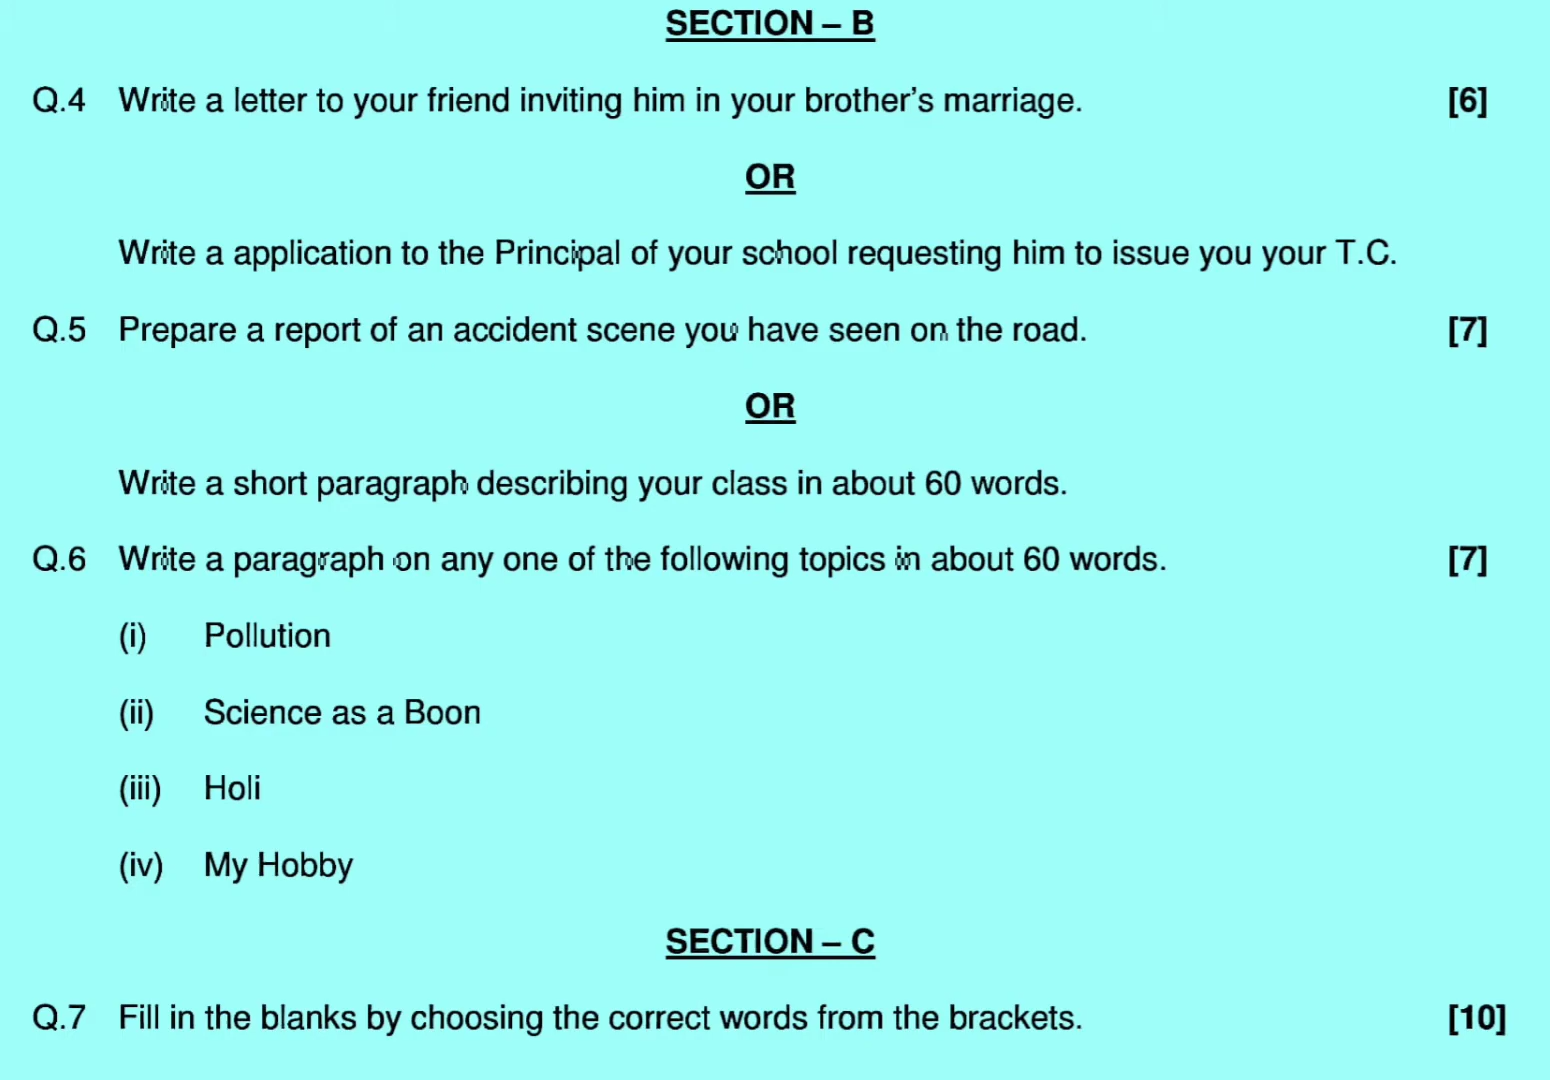 SECTION – B
Q.4 Write a letter to your friend inviting him in your brother's marriage. [6]
OR
Write a application to the Principal of your school requesting him to issue you your T.C.
Q.5 Prepare a report of an accident scene you have seen on the road. [7]
OR
Write a short paragraph describing your class in about 60 words.
Q.6 Write a paragraph on any one of the following topics in about 60 words. [7]
(i) Pollution
(ii) Science as a Boon
(iii) Holi
(iv) My Hobby
SECTION – C
Q.7 Fill in the blanks by choosing the correct words from the brackets. [10]